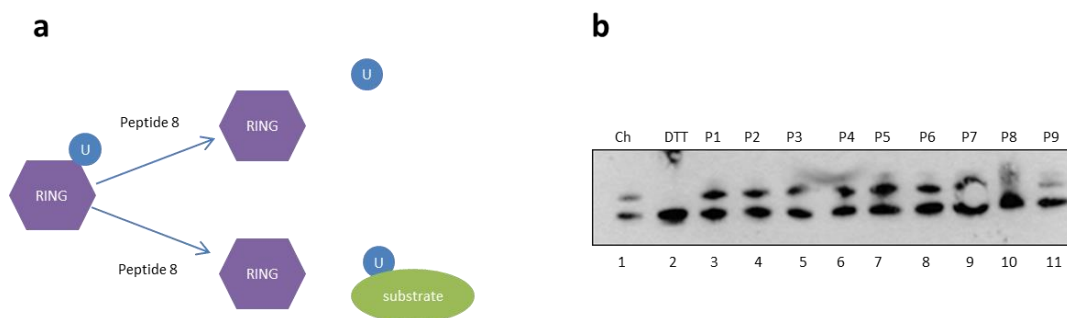 a
U
Peptide 8
RING
U
RING
Peptide 8
RING
U
substrate
b
Ch DTT P1 P2 P3 P4 P5 P6 P7 P8 P9
1 2 3 4 5 6 7 8 9 10 11